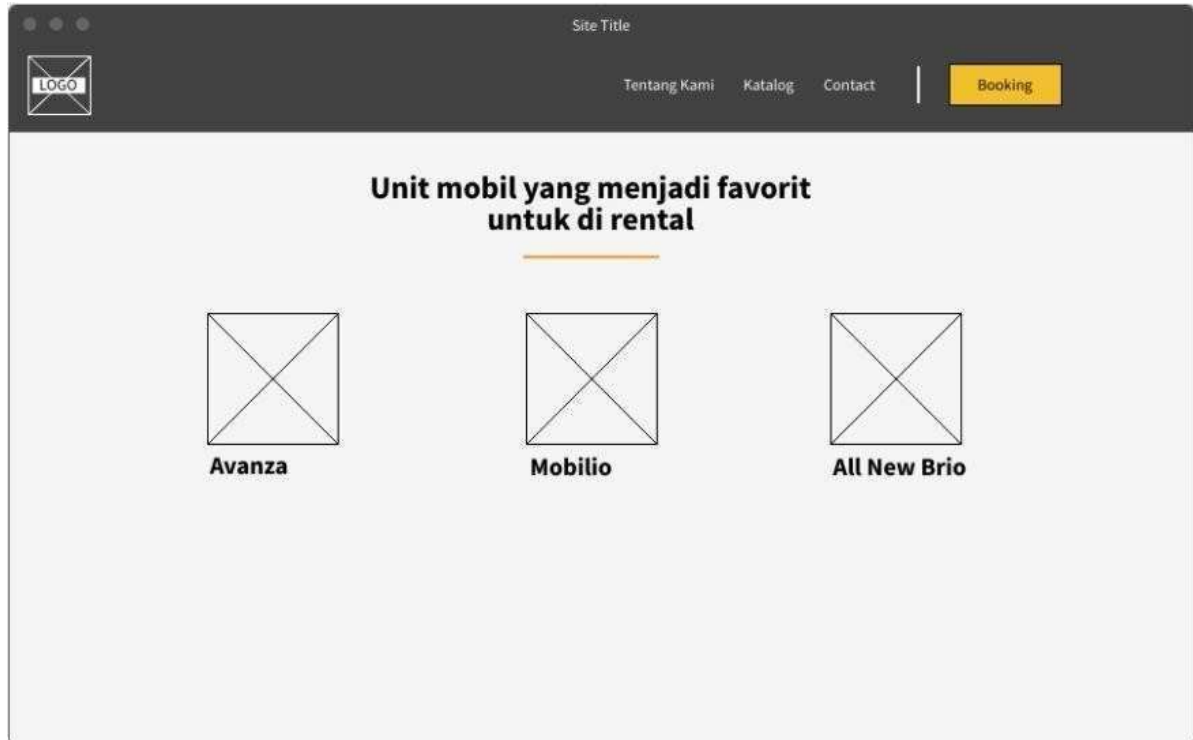 Site Title
LOGO
Tentang Kami Katalog Contact Booking
Unit mobil yang menjadi favorit
untuk di rental
Avanza Mobilio All New Brio